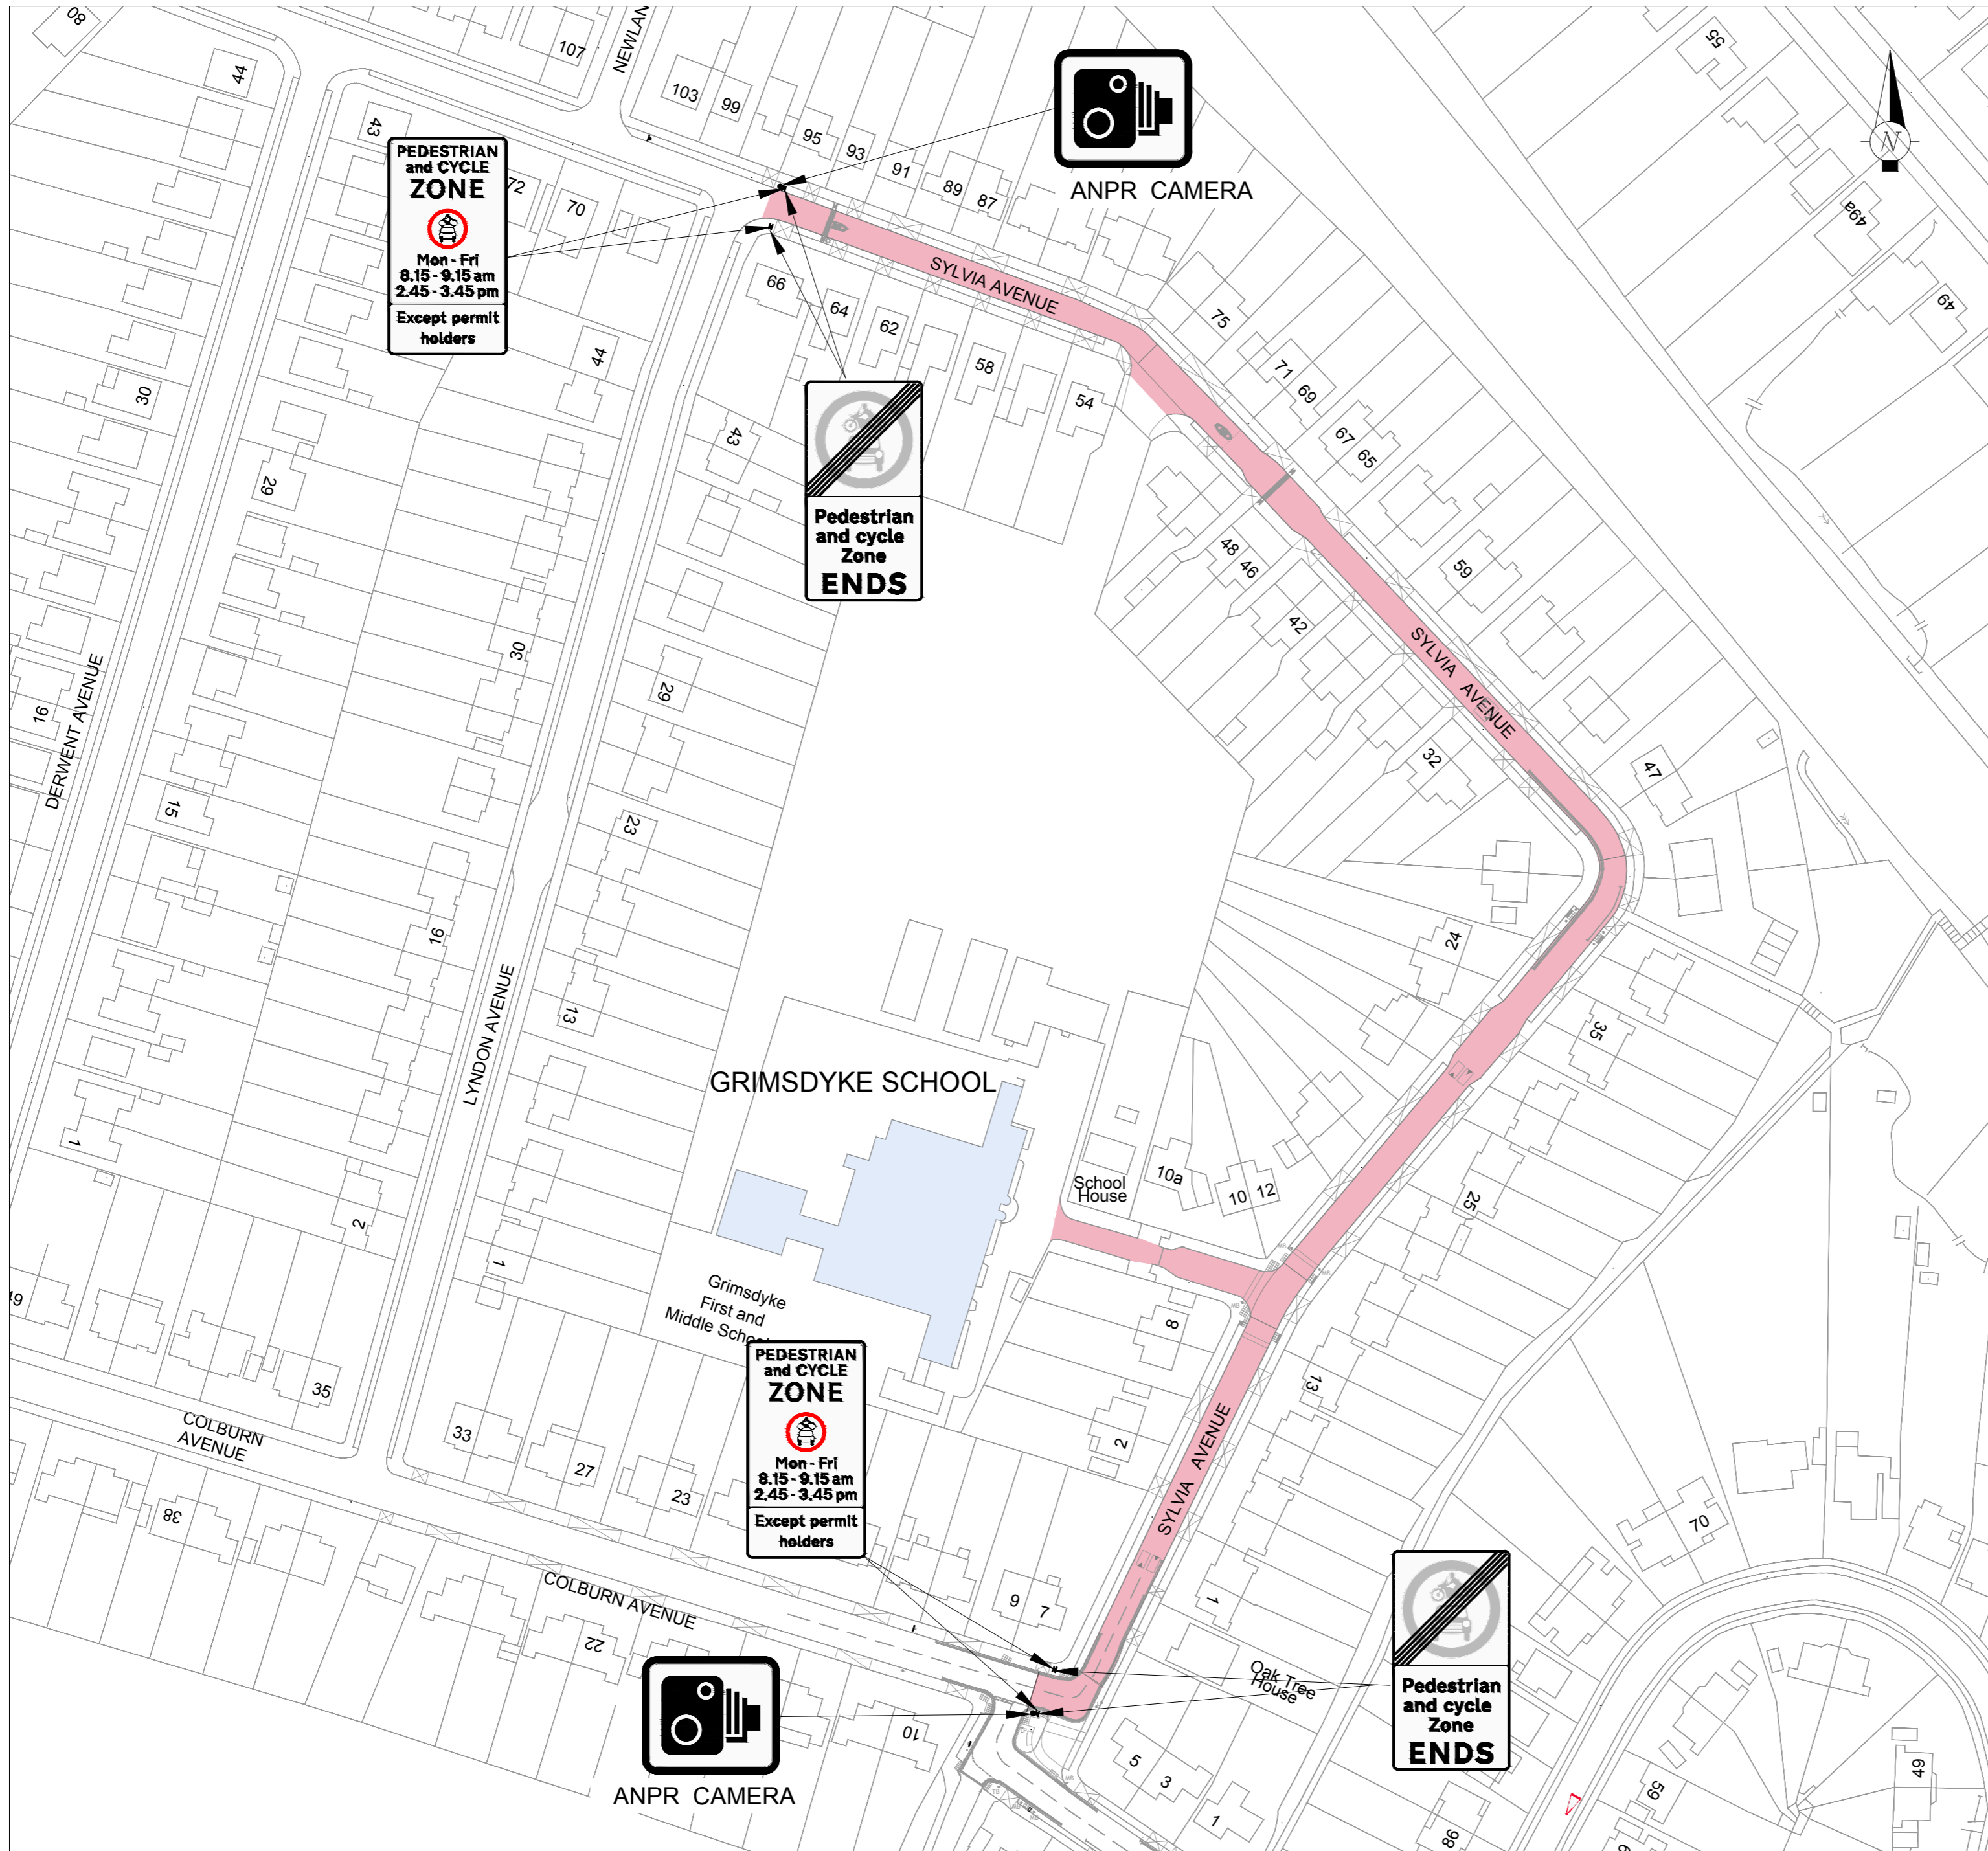 80
44
107
NEWLAN
55
103
99
95
93
91
89
87
ANPR CAMERA
N
43
PEDESTRIAN
and CYCLE
ZONE
Mon - Fri
8.15 - 9.15 am
2.45 - 3.45 pm
Except permit
holders
72
70
49a
49
66
64
62
58
54
SYLVIA AVENUE
75
71
69
67
65
30
29
44
43
Pedestrian
and cycle
Zone
ENDS
48
46
42
59
SYLVIA AVENUE
32
47
DERWENT AVENUE
16
15
30
29
23
16
13
LYNDON AVENUE
24
35
25
GRIMSDYKE SCHOOL
School
House
10a
10
12
1
2
1
Grimsdyke
First and
Middle School
8
13
2
SYLVIA AVENUE
49
35
COLBURN
AVENUE
38
33
27
23
PEDESTRIAN
and CYCLE
ZONE
Mon - Fri
8.15 - 9.15 am
2.45 - 3.45 pm
Except permit
holders
COLBURN AVENUE
22
9
7
1
Oak Tree
House
70
Pedestrian
and cycle
Zone
ENDS
ANPR CAMERA
10
5
3
1
98
59
49